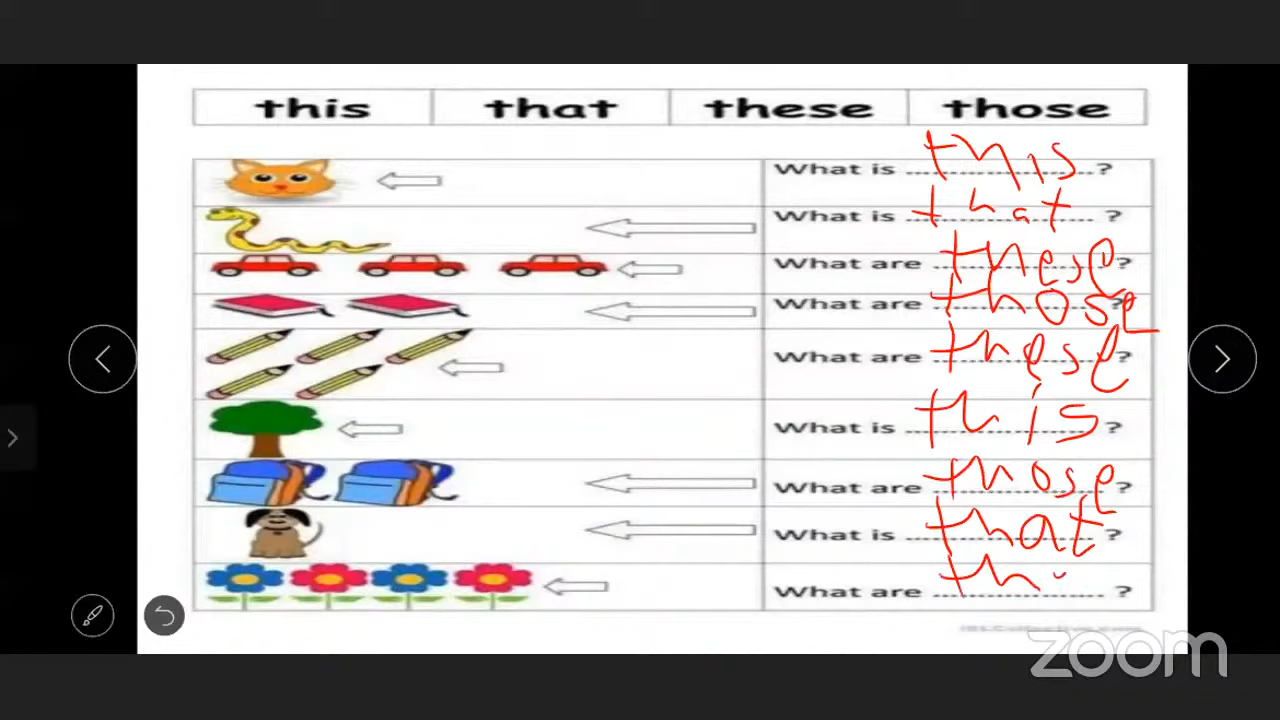 this that these those
What is this ?
What is that ?
What are these ?
What are those ?
What are these ?
What is this ?
What are those ?
What is that ?
What are th ?
zoom